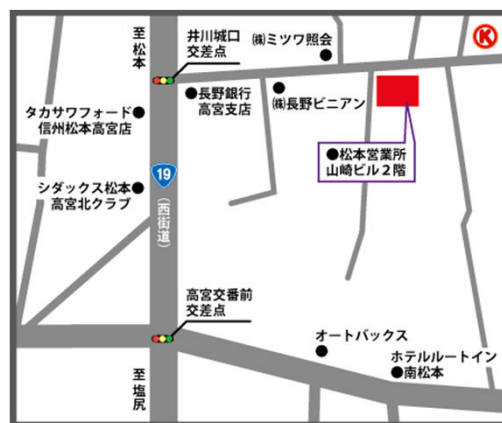 至松本
井川城口
交差点
㈱ミツワ照会
K
タカサワフォード
信州松本高宮店
長野銀行
高宮支店
㈱長野ビニアン
松本営業所
山崎ビル2階
シダックス松本
高宮北クラブ
19
(西街道)
高宮交番前
交差点
オートバックス
ホテルルートイン
南松本
至塩尻